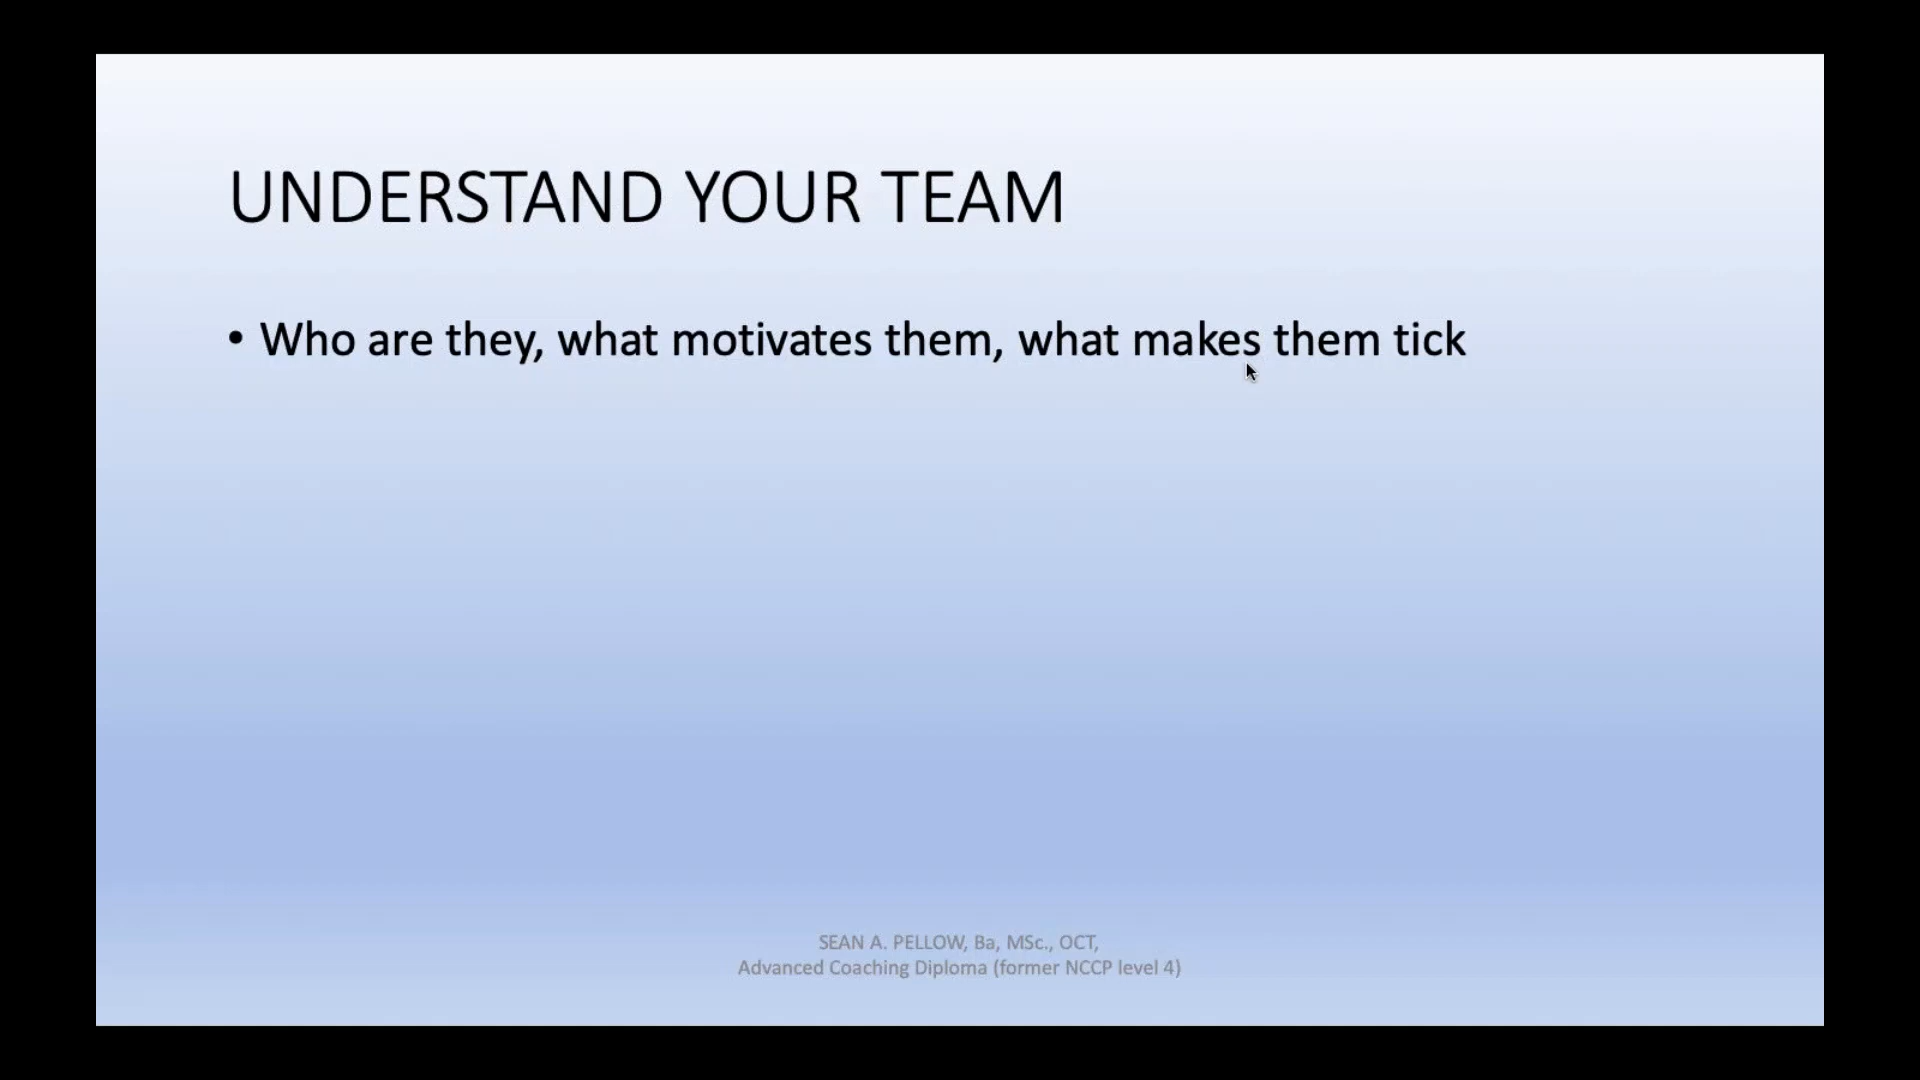 UNDERSTAND YOUR TEAM
• Who are they, what motivates them, what makes them tick
SEAN A. PELLOW, Ba, MSc., OCT,
Advanced Coaching Diploma (former NCCP level 4)